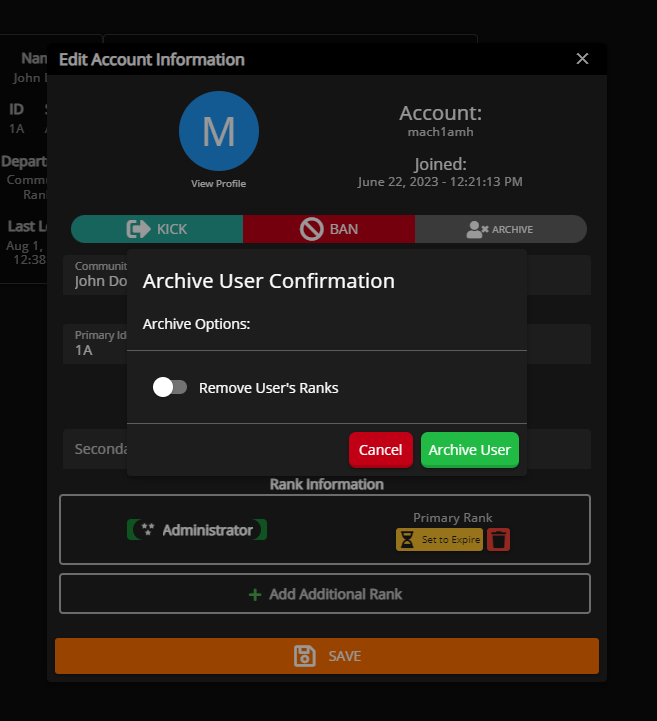 Edit Account Information
Nam
John
ID
1A
Depart
Commu
Ran
Last L
Aug 1,
12:38
M
View Profile
Account:
mach1amh
Joined:
June 22, 2023 - 12:21:13 PM
KICK
BAN
ARCHIVE
Communit
John Do
Primary Id
1A
Seconda
Archive User Confirmation
Archive Options:
Remove User's Ranks
Cancel
Archive User
Rank Information
Administrator
Primary Rank
Set to Expire
Add Additional Rank
SAVE